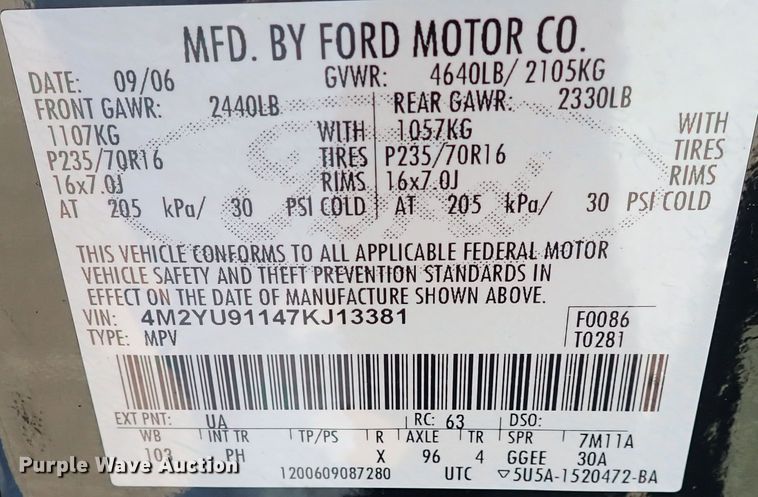 MFD. BY FORD MOTOR CO.
DATE: 09/06 GVWR: 4640LB/ 2105KG
FRONT GAWR: 2440LB REAR GAWR: 2330LB
1107KG WITH 1057KG WITH
P235/70R16 TIRES P235/70R16 TIRES
16x7.0J RIMS 16x7.0J RIMS
AT 205 kPa/ 30 PSI COLD AT 205 kPa/ 30 PSI COLD
THIS VEHICLE CONFORMS TO ALL APPLICABLE FEDERAL MOTOR
VEHICLE SAFETY AND THEFT PREVENTION STANDARDS IN
EFFECT ON THE DATE OF MANUFACTURE SHOWN ABOVE.
VIN: 4M2YU91147KJ13381 F0086
TYPE: MPV T0281
EXT PNT: UA RC: 63 DSO:
WB INT TR TP/PS R AXLE TR SPR 7M11A
103 PH X 96 4 GGEE 30A
1200609087280 UTC ▽5U5A-1520472-BA
Purple Wave Auction